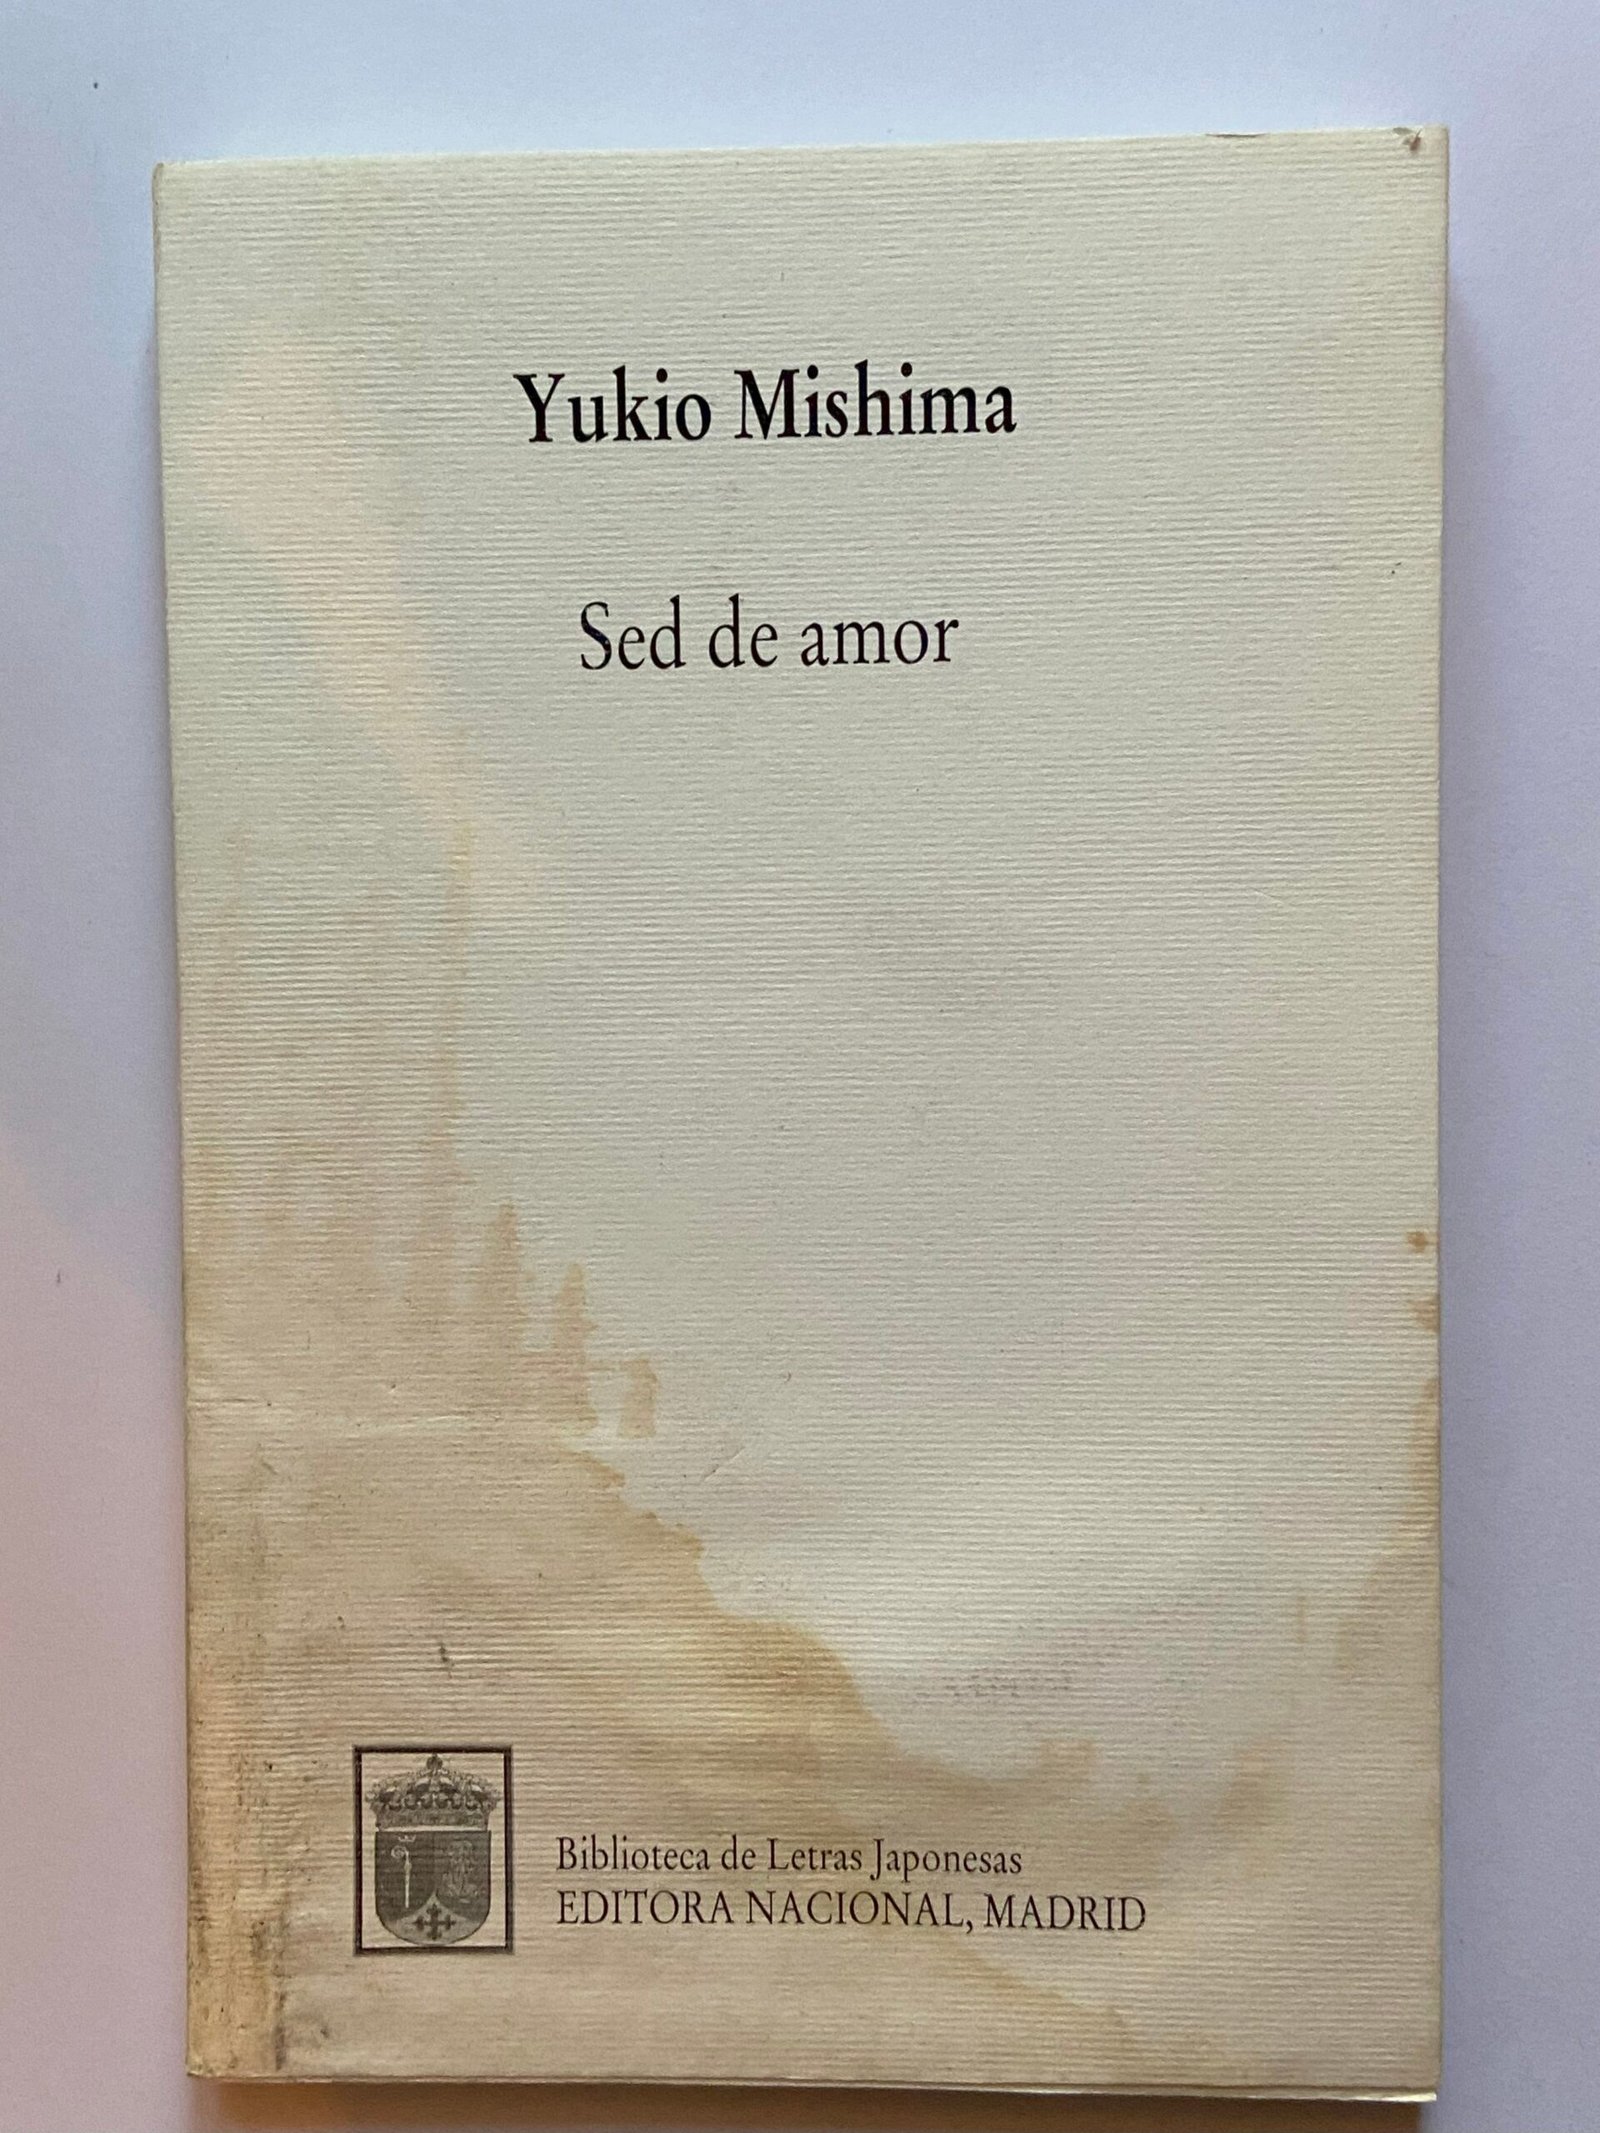 Yukio Mishima
Sed de amor
Biblioteca de Letras Japonesas
EDITORA NACIONAL, MADRID